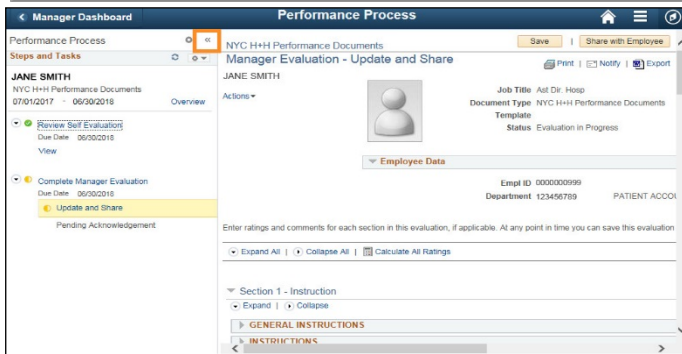 Manager Dashboard
Performance Process
Performance Process
«
Steps and Tasks
JANE SMITH
NYC H+H Performance Documents
07/01/2017 - 06/30/2018 Overview
Review Self Evaluation
Due Date 06/30/2018
View
Complete Manager Evaluation
Due Date 06/30/2018
Update and Share
Pending Acknowledgement
NYC H+H Performance Documents
Save | Share with Employee
Manager Evaluation - Update and Share
Print | Notify | Export
JANE SMITH
Actions
Job Title Ast Dir. Hosp
Document Type NYC H+H Performance Documents
Template
Status Evaluation in Progress
Employee Data
Empl ID 0000000999
Department 123456789 PATIENT ACCOU
Enter ratings and comments for each section in this evaluation, if applicable. At any point in time you can save this evaluation
Expand All | Collapse All | Calculate All Ratings
Section 1 - Instruction
Expand | Collapse
GENERAL INSTRUCTIONS
INSTRUCTIONS